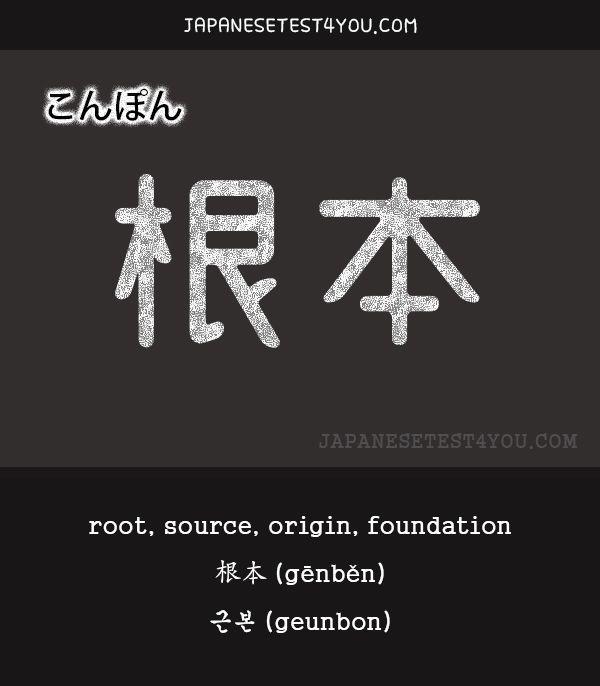 JAPANESETEST4YOU.COM
こんぽん
根本
JAPANESETEST4YOU.COM
root, source, origin, foundation
根本 (gēnběn)
근본 (geunbon)